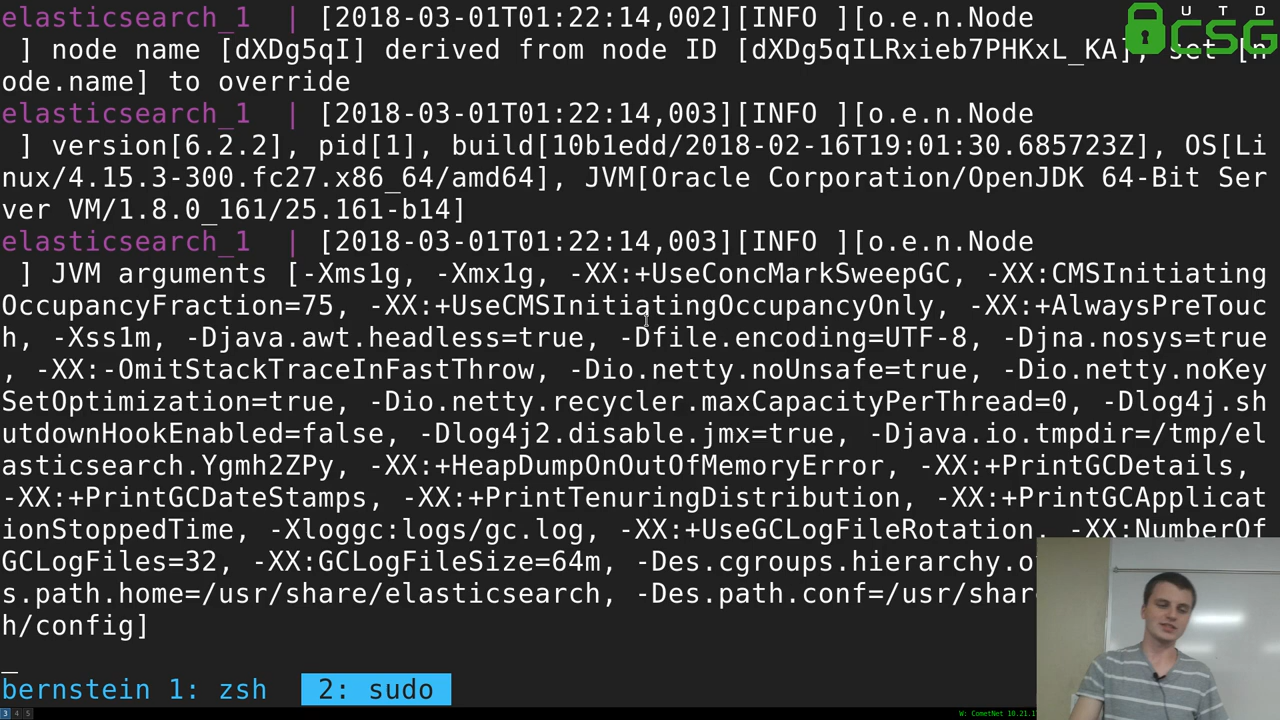 elasticsearch_1  | [2018-03-01T01:22:14,002][INFO ][o.e.n.Node
 ] node name [dXDg5qI] derived from node ID [dXDg5qILRxieb7PHKxL_KA], set [n
ode.name] to override
elasticsearch_1  | [2018-03-01T01:22:14,003][INFO ][o.e.n.Node
 ] version[6.2.2], pid[1], build[10b1edd/2018-02-16T19:01:30.685723Z], OS[Li
nux/4.15.3-300.fc27.x86_64/amd64], JVM[Oracle Corporation/OpenJDK 64-Bit Ser
ver VM/1.8.0_161/25.161-b14]
elasticsearch_1  | [2018-03-01T01:22:14,003][INFO ][o.e.n.Node
 ] JVM arguments [-Xms1g, -Xmx1g, -XX:+UseConcMarkSweepGC, -XX:CMSInitiating
OccupancyFraction=75, -XX:+UseCMSInitiatingOccupancyOnly, -XX:+AlwaysPreTouc
h, -Xss1m, -Djava.awt.headless=true, -Dfile.encoding=UTF-8, -Djna.nosys=true
, -XX:-OmitStackTraceInFastThrow, -Dio.netty.noUnsafe=true, -Dio.netty.noKey
SetOptimization=true, -Dio.netty.recycler.maxCapacityPerThread=0, -Dlog4j.sh
utdownHookEnabled=false, -Dlog4j2.disable.jmx=true, -Djava.io.tmpdir=/tmp/el
asticsearch.Ygmh2ZPy, -XX:+HeapDumpOnOutOfMemoryError, -XX:+PrintGCDetails, 
-XX:+PrintGCDateStamps, -XX:+PrintTenuringDistribution, -XX:+PrintGCApplicat
ionStoppedTime, -Xloggc:logs/gc.log, -XX:+UseGCLogFileRotation, -XX:NumberOf
GCLogFiles=32, -XX:GCLogFileSize=64m, -Des.cgroups.hierarchy.o
s.path.home=/usr/share/elasticsearch, -Des.path.conf=/usr/shar
h/config]
bernstein 1: zsh 2: sudo
3 4 5 W: CometNet 10.21.1
UTD
CSG